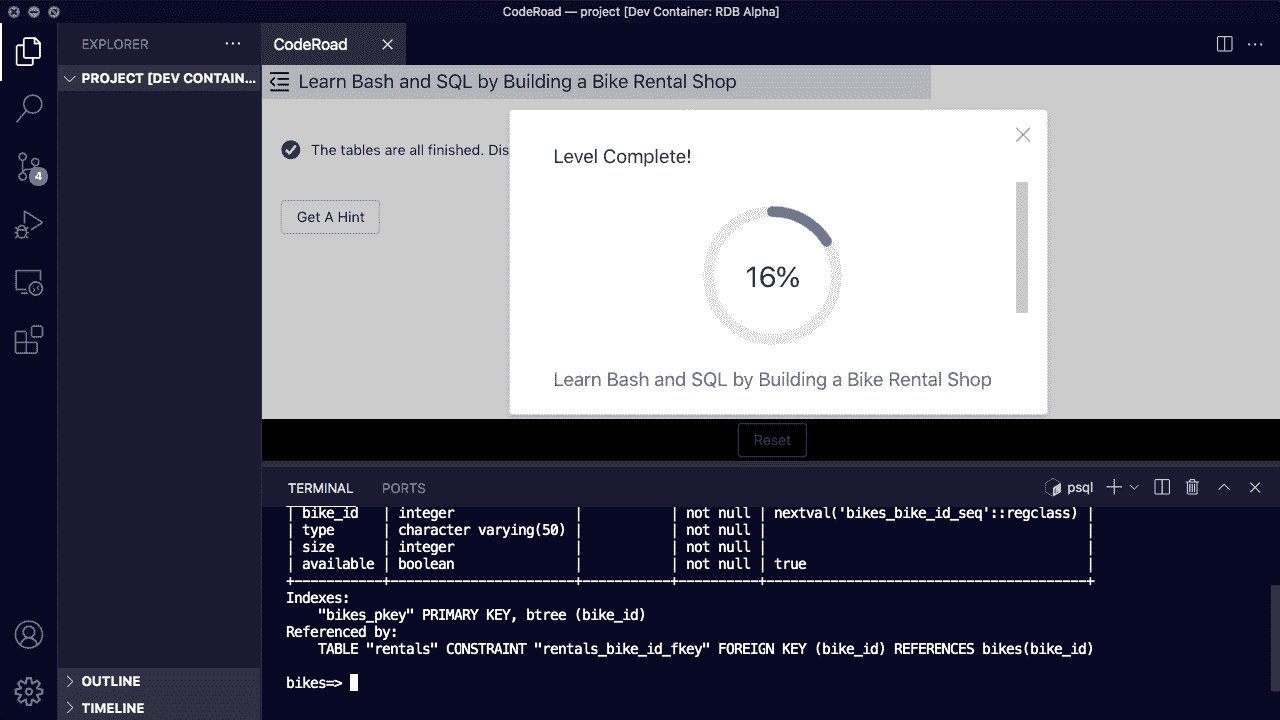 CodeRoad — project [Dev Container: RDB Alpha]
EXPLORER
CodeRoad
PROJECT [DEV CONTAIN...
Learn Bash and SQL by Building a Bike Rental Shop
The tables are all finished. Dis
Get A Hint
Level Complete!
16%
Learn Bash and SQL by Building a Bike Rental Shop
4
Reset
TERMINAL PORTS
psql
| bike_id | integer | | not null | nextval('bikes_bike_id_seq'::regclass) |
| type | character varying(50) | | not null | |
| size | integer | | not null | |
| available | boolean | | not null | true |
+-----------+-----------------------+-----------+----------+----------------------------------------+
Indexes:
"bikes_pkey" PRIMARY KEY, btree (bike_id)
Referenced by:
TABLE "rentals" CONSTRAINT "rentals_bike_id_fkey" FOREIGN KEY (bike_id) REFERENCES bikes(bike_id)
bikes=>
OUTLINE
TIMELINE